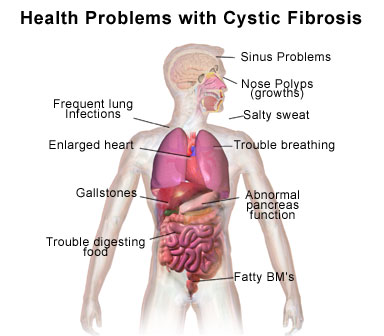 Health Problems with Cystic Fibrosis
Sinus Problems
Nose Polyps
(growths)
Frequent lung
Infections
Salty sweat
Enlarged heart
Trouble breathing
Gallstones
Abnormal
pancreas
function
Trouble digesting
food
Fatty BM's